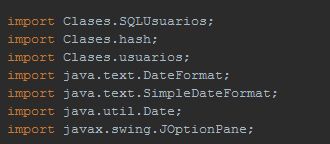 import Clases.SQLUsuarios;
import Clases.hash;
import Clases.usuarios;
import java.text.DateFormat;
import java.text.SimpleDateFormat;
import java.util.Date;
import javax.swing.JOptionPane;